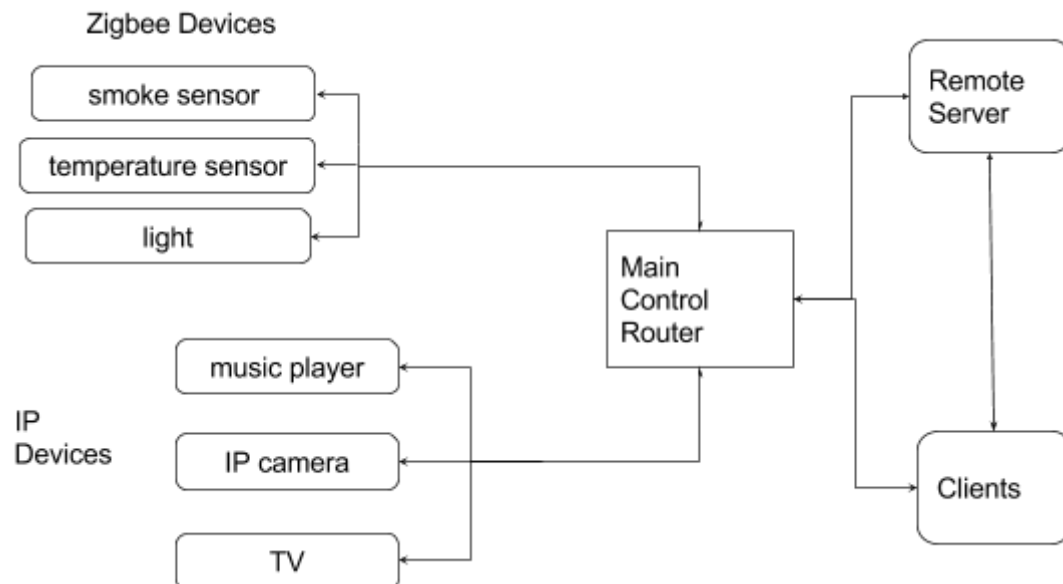 Zigbee Devices
smoke sensor
temperature sensor
light
music player
IP
Devices
IP camera
TV
Main
Control
Router
Remote
Server
Clients